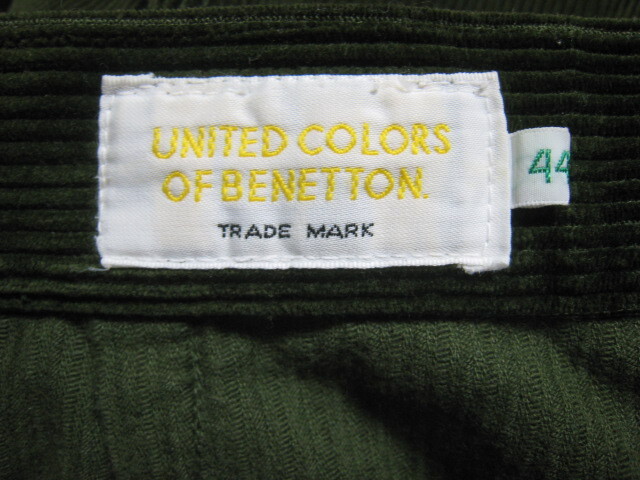 UNITED COLORS
OF BENETTON.
TRADE MARK
44